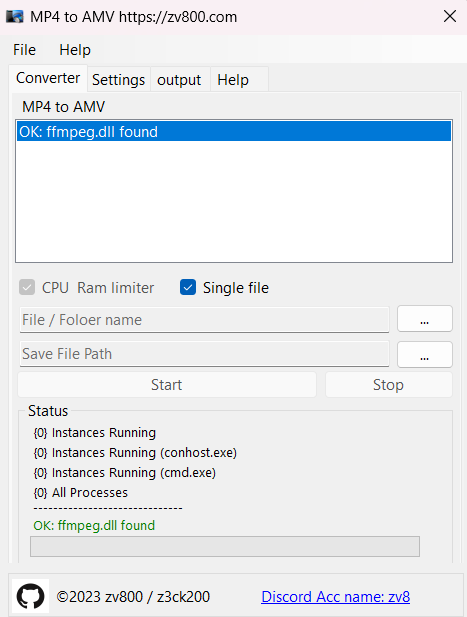 MP4 to AMV https://zv800.com
File Help
Converter Settings output Help
MP4 to AMV
OK: ffmpeg.dll found
CPU Ram limiter Single file
File / Foloer name ...
Save File Path ...
Start Stop
Status
{0} Instances Running
{0} Instances Running (conhost.exe)
{0} Instances Running (cmd.exe)
{0} All Processes
------------------------------
OK: ffmpeg.dll found
©2023 zv800 / z3ck200 Discord Acc name: zv8